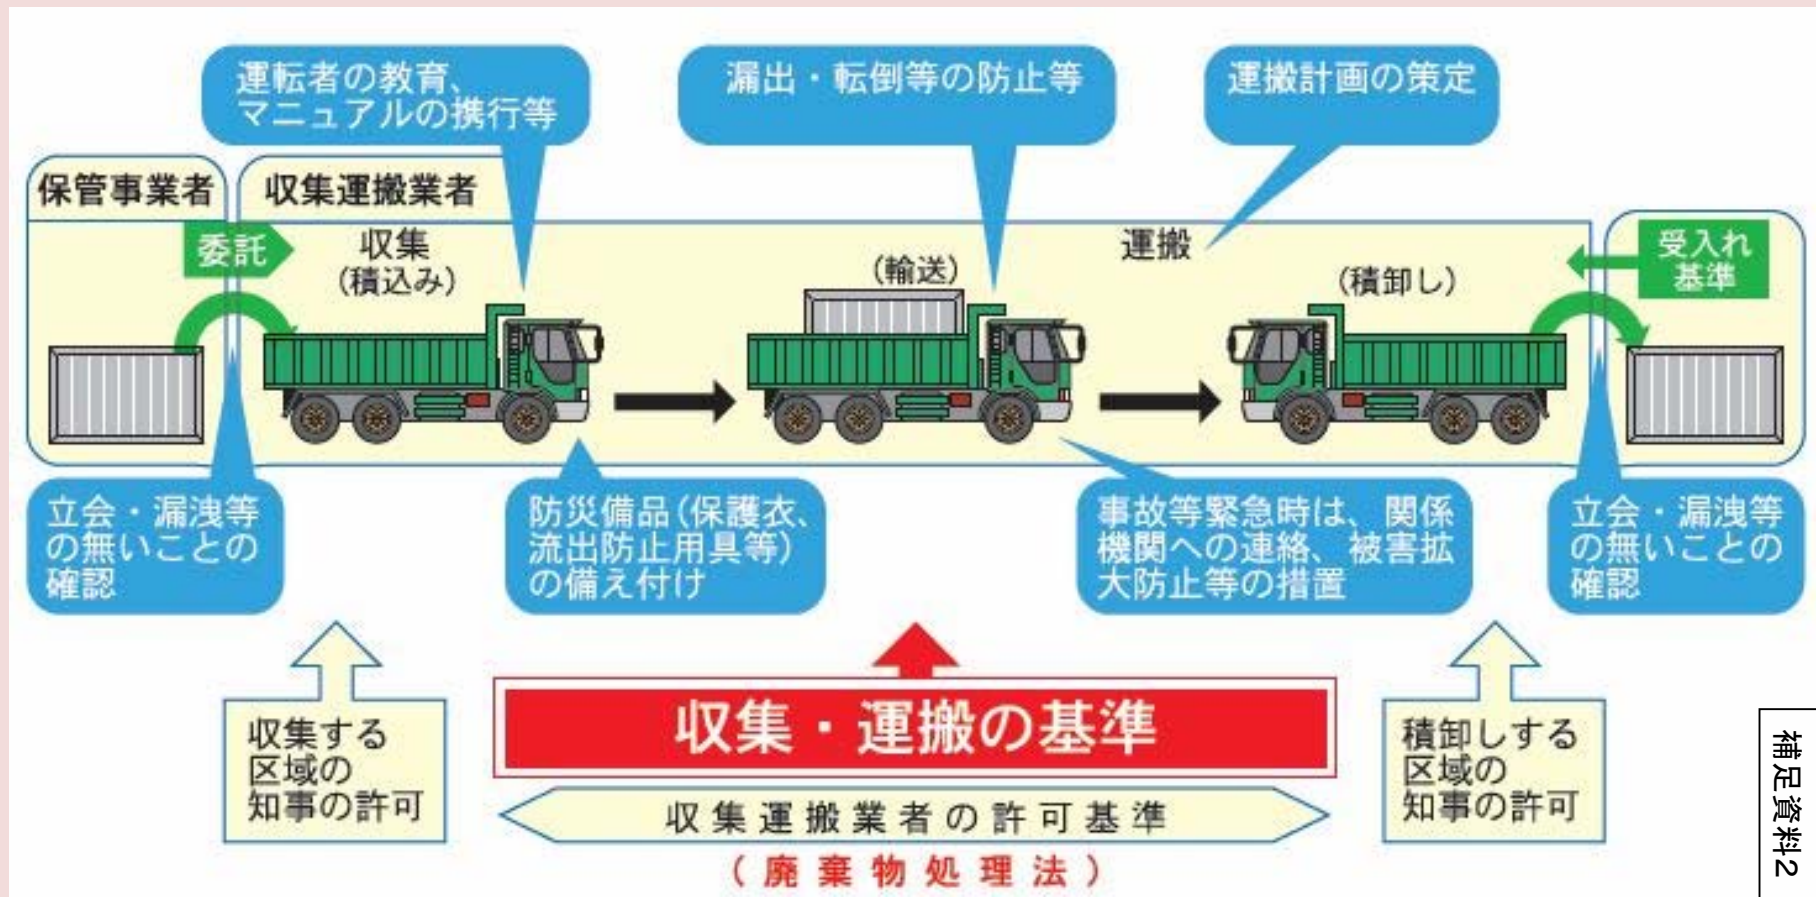 運転者の教育、
マニュアルの携行等
漏出・転倒等の防止等
運搬計画の策定
保管事業者
収集運搬業者
委託
収集
（積込み）
（輸送）
運搬
（積卸し）
受入れ
基準
立会・漏洩等
の無いことの
確認
防災備品（保護衣、
流出防止用具等）
の備え付け
事故等緊急時は、関係
機関への連絡、被害拡
大防止等の措置
立会・漏洩等
の無いことの
確認
収集する
区域の
知事の許可
収集・運搬の基準
収集運搬業者の許可基準
（廃棄物処理法）
積卸しする
区域の
知事の許可
補足資料2